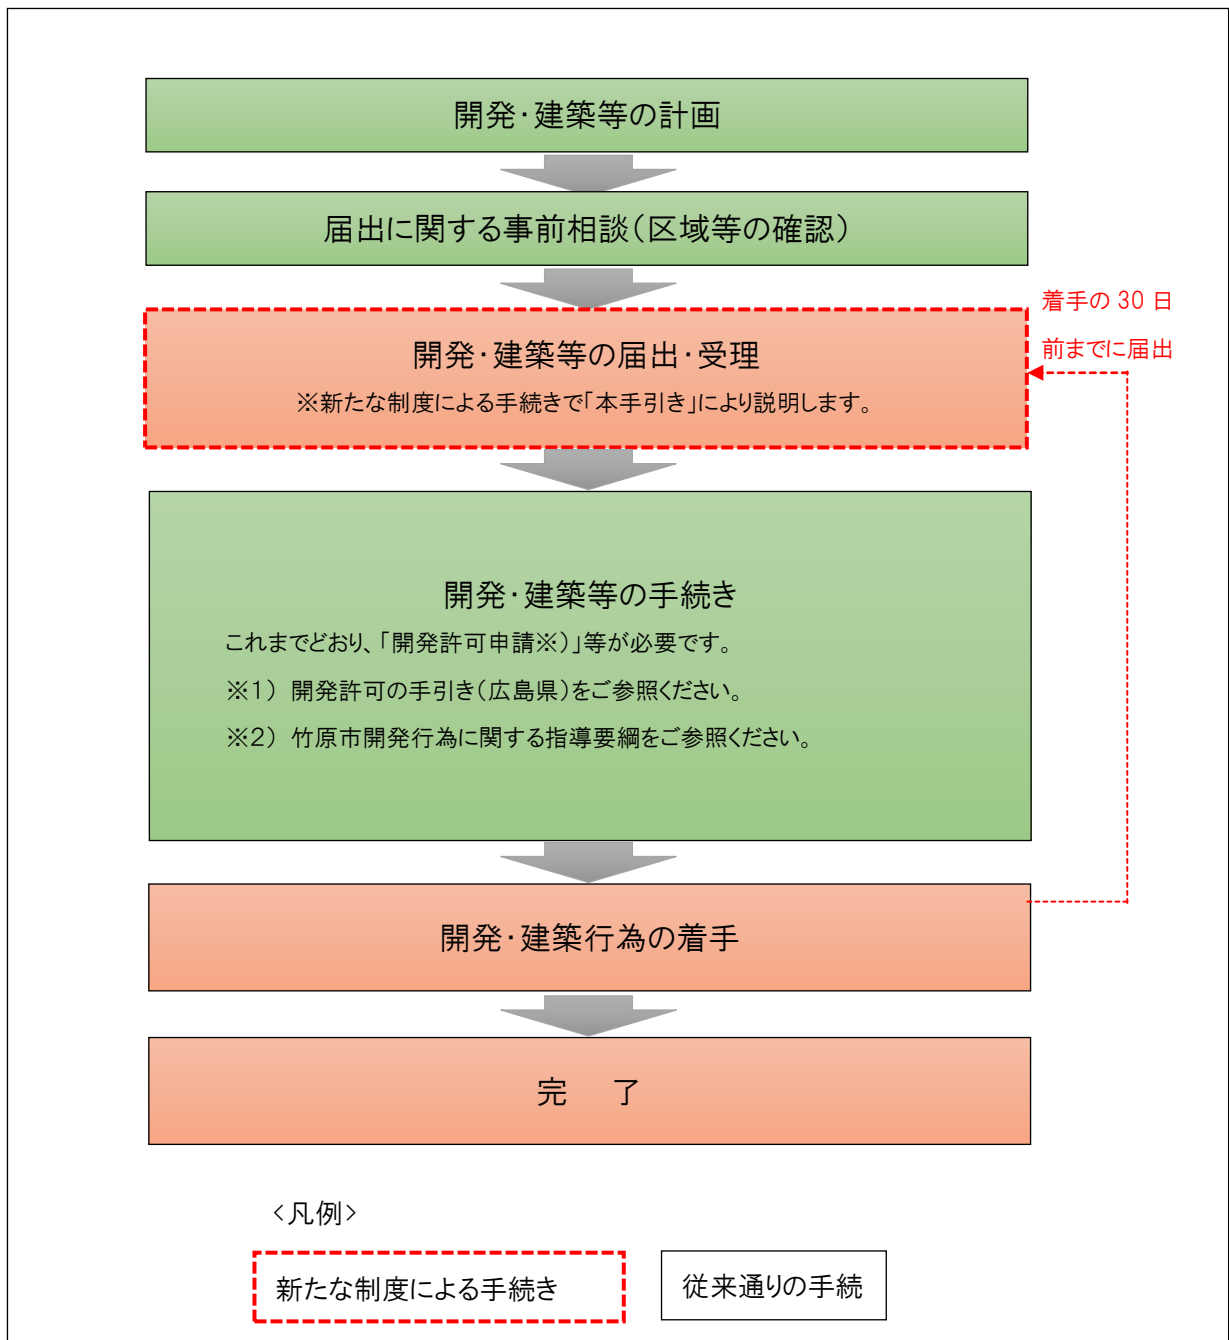 開発・建築等の計画
届出に関する事前相談（区域等の確認）
着手の 30 日
前までに届出
開発・建築等の届出・受理
※新たな制度による手続きで「本手引き」により説明します。
開発・建築等の手続き
これまでどおり、「開発許可申請※）」等が必要です。
※1） 開発許可の手引き（広島県）をご参照ください。
※2） 竹原市開発行為に関する指導要綱をご参照ください。
開発・建築行為の着手
完　了
＜凡例＞
新たな制度による手続き
従来通りの手続